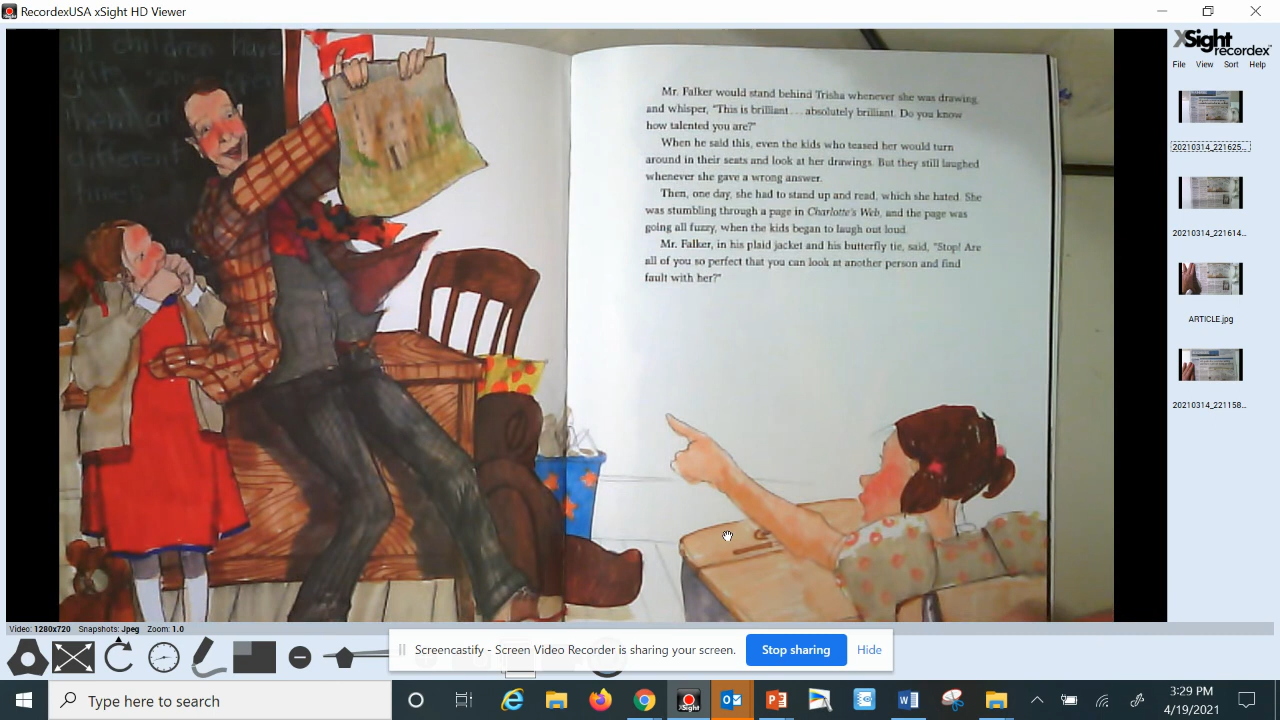 RecordexUSA xSight HD Viewer
XSight
recordex
File View Sort Help
all children have
different
Mr. Falker would stand behind Trisha whenever she was drawing,
and whisper, "This is brilliant . . . absolutely brilliant. Do you know
how talented you are?"
When he said this, even the kids who teased her would turn
around in their seats and look at her drawings. But they still laughed
whenever she gave a wrong answer.
Then, one day, she had to stand up and read, which she hated. She
was stumbling through a page in Charlotte's Web, and the page was
going all fuzzy, when the kids began to laugh out loud.
Mr. Falker, in his plaid jacket and his butterfly tie, said, "Stop! Are
all of you so perfect that you can look at another person and find
fault with her?"
20210314_221625...
20210314_221614...
ARTICLE.jpg
20210314_221158...
Video: 1280x720 Snapshots: Jpeg Zoom: 1.0
Screencastify - Screen Video Recorder is sharing your screen. Stop sharing Hide
Type here to search
XSight
3:29 PM
4/19/2021